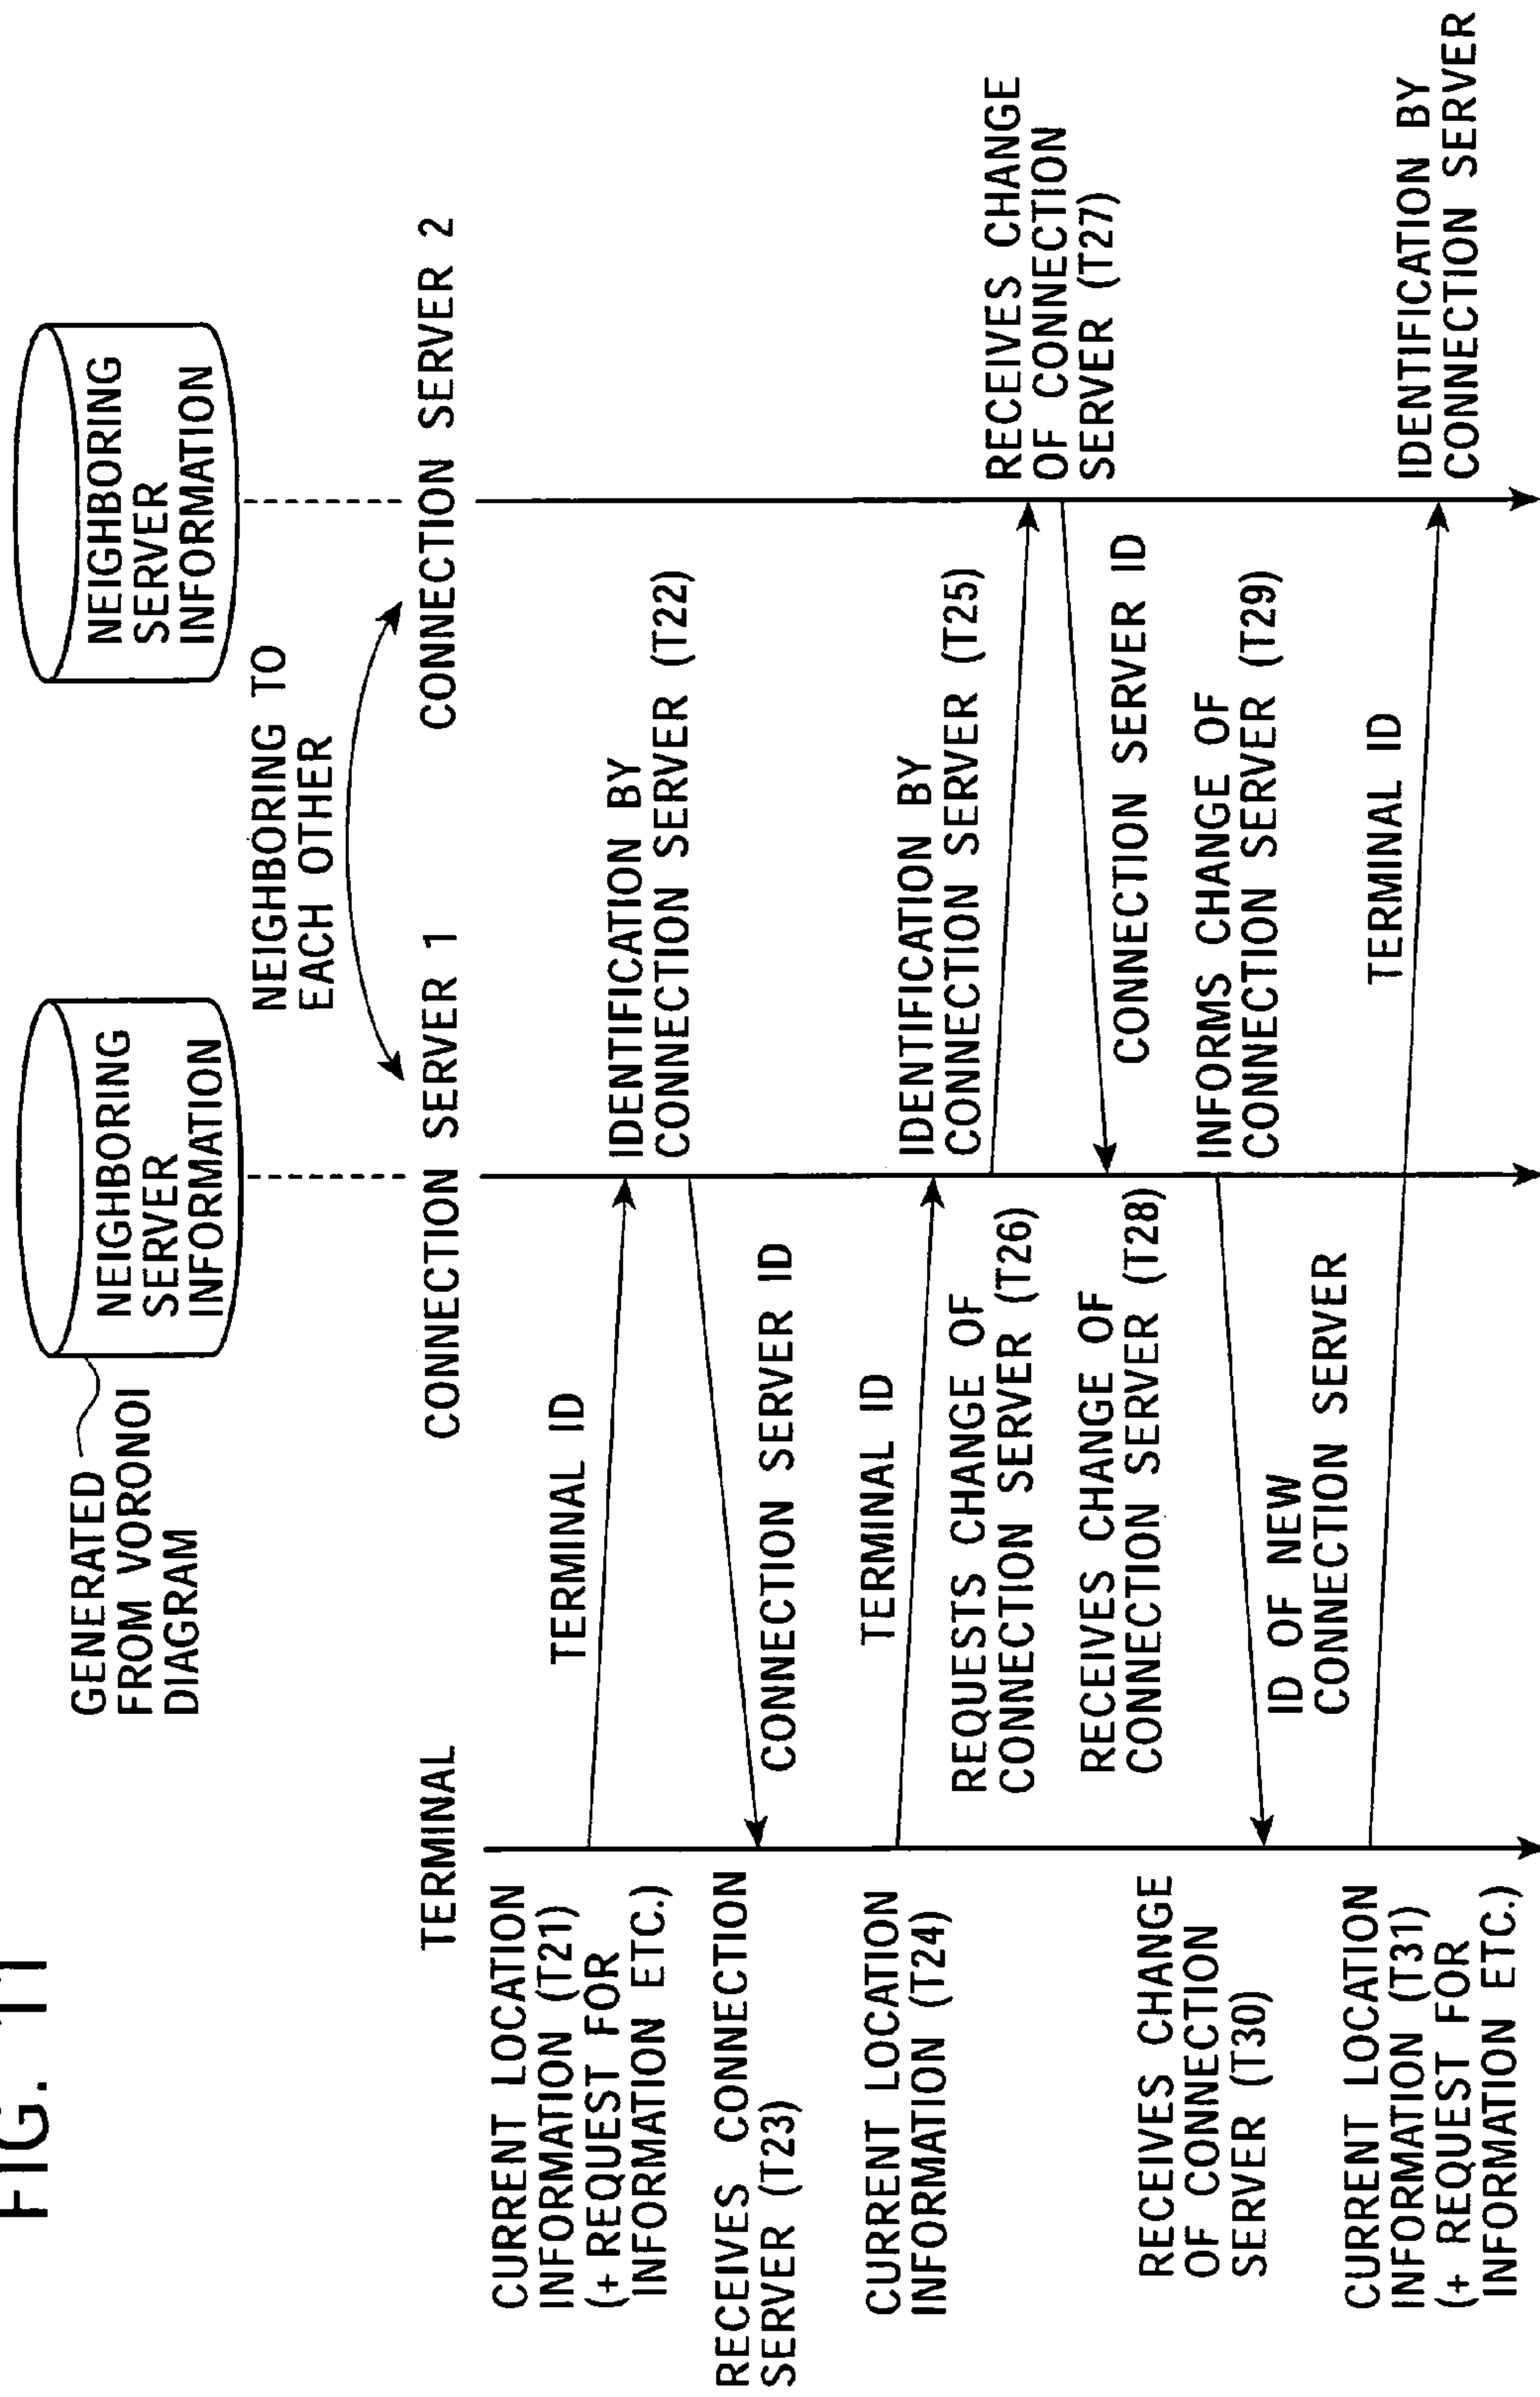 FIG. 11
GENERATED
FROM VORONOI
DIAGRAM
NEIGHBORING
SERVER
INFORMATION
NEIGHBORING
SERVER
INFORMATION
NEIGHBORING TO
EACH OTHER
TERMINAL
CONNECTION SERVER 1
CONNECTION SERVER 2
CURRENT LOCATION
INFORMATION (T21)
(+ REQUEST FOR
INFORMATION ETC.)
TERMINAL ID
IDENTIFICATION BY
CONNECTION SERVER (T22)
RECEIVES CONNECTION
SERVER (T23)
CONNECTION SERVER ID
CURRENT LOCATION
INFORMATION (T24)
TERMINAL ID
IDENTIFICATION BY
CONNECTION SERVER (T25)
REQUESTS CHANGE OF
CONNECTION SERVER (T26)
RECEIVES CHANGE
OF CONNECTION
SERVER (T27)
RECEIVES CHANGE OF
CONNECTION SERVER (T28)
CONNECTION SERVER ID
RECEIVES CHANGE
OF CONNECTION
SERVER (T30)
ID OF NEW
CONNECTION SERVER
INFORMS CHANGE OF
CONNECTION SERVER (T29)
CURRENT LOCATION
INFORMATION (T31)
(+ REQUEST FOR
INFORMATION ETC.)
TERMINAL ID
IDENTIFICATION BY
CONNECTION SERVER